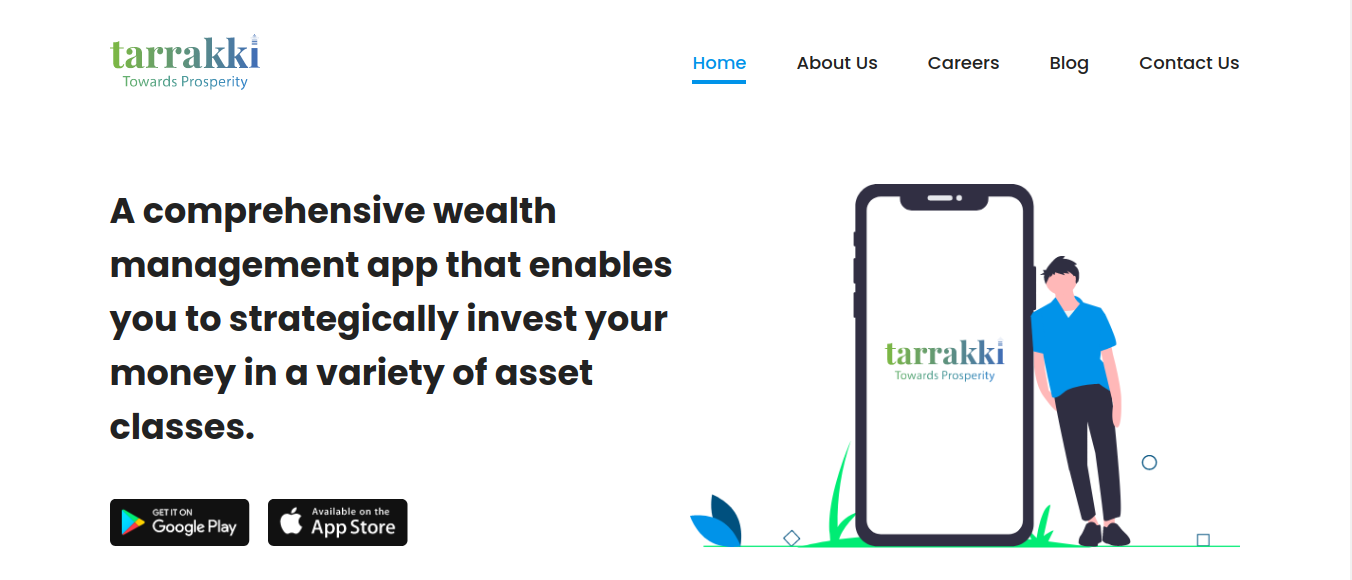 tarrakki
Towards Prosperity
Home About Us Careers Blog Contact Us
A comprehensive wealth
management app that enables
you to strategically invest your
money in a variety of asset
classes.
tarrakki
Towards Prosperity
GET IT ON
Google Play
Available on the
App Store